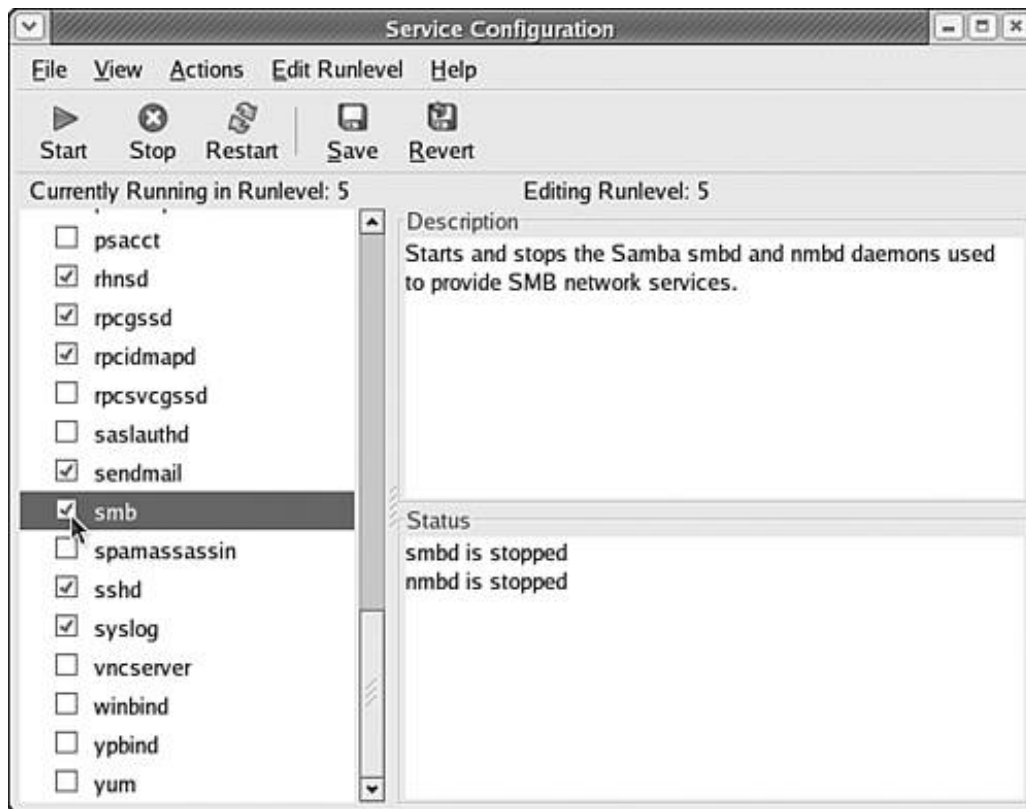 Service Configuration
File View Actions Edit Runlevel Help
Start Stop Restart Save Revert
Currently Running in Runlevel: 5
Editing Runlevel: 5
psacct
rhnsd
rpcgssd
rpcidmapd
rpcsvcgssd
saslauthd
sendmail
smb
spamassassin
sshd
syslog
vncserver
winbind
ypbind
yum
Description
Starts and stops the Samba smbd and nmbd daemons used
to provide SMB network services.
Status
smbd is stopped
nmbd is stopped